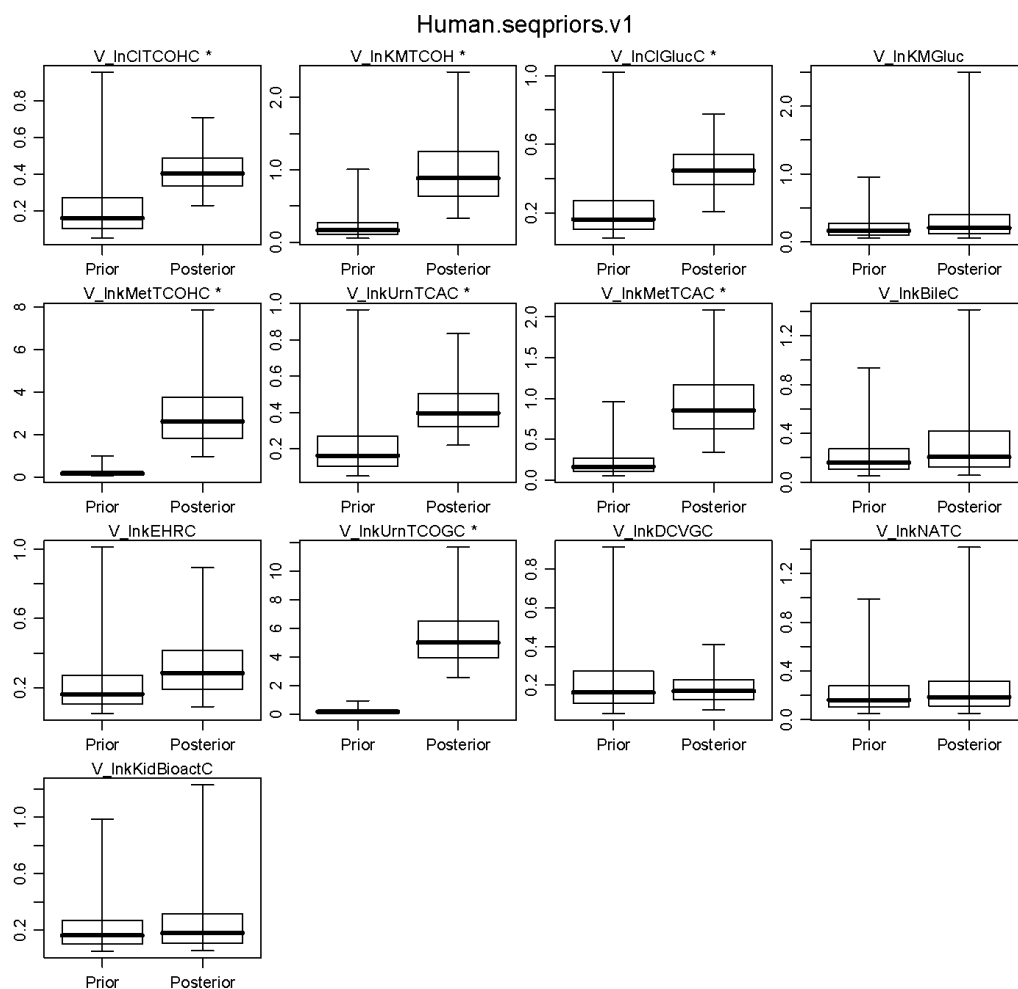 Human.seqpriors.v1
V_lnClTCOHC *
V_lnKMTCOH *
V_lnClGlucC *
V_lnKMGluc
0.2 0.4 0.6 0.8
0.0 1.0 2.0
0.2 0.6 1.0
0.0 1.0 2.0
Prior Posterior Prior Posterior Prior Posterior Prior Posterior
V_lnkMetTCOHC *
V_lnkUrnTCAC *
V_lnkMetTCAC *
V_lnkBileC
0 2 4 6 8
0.2 0.4 0.6 0.8 1.0
0.0 0.5 1.0 1.5 2.0
0.0 0.4 0.8 1.2
Prior Posterior Prior Posterior Prior Posterior Prior Posterior
V_lnkEHRC
V_lnkUrnTCOGC *
V_lnkDCVGC
V_lnkNATC
0.2 0.6 1.0
0 2 4 6 8 10
0.2 0.4 0.6 0.8
0.0 0.4 0.8 1.2
Prior Posterior Prior Posterior Prior Posterior Prior Posterior
V_lnkKidBioactC
0.2 0.6 1.0
Prior Posterior